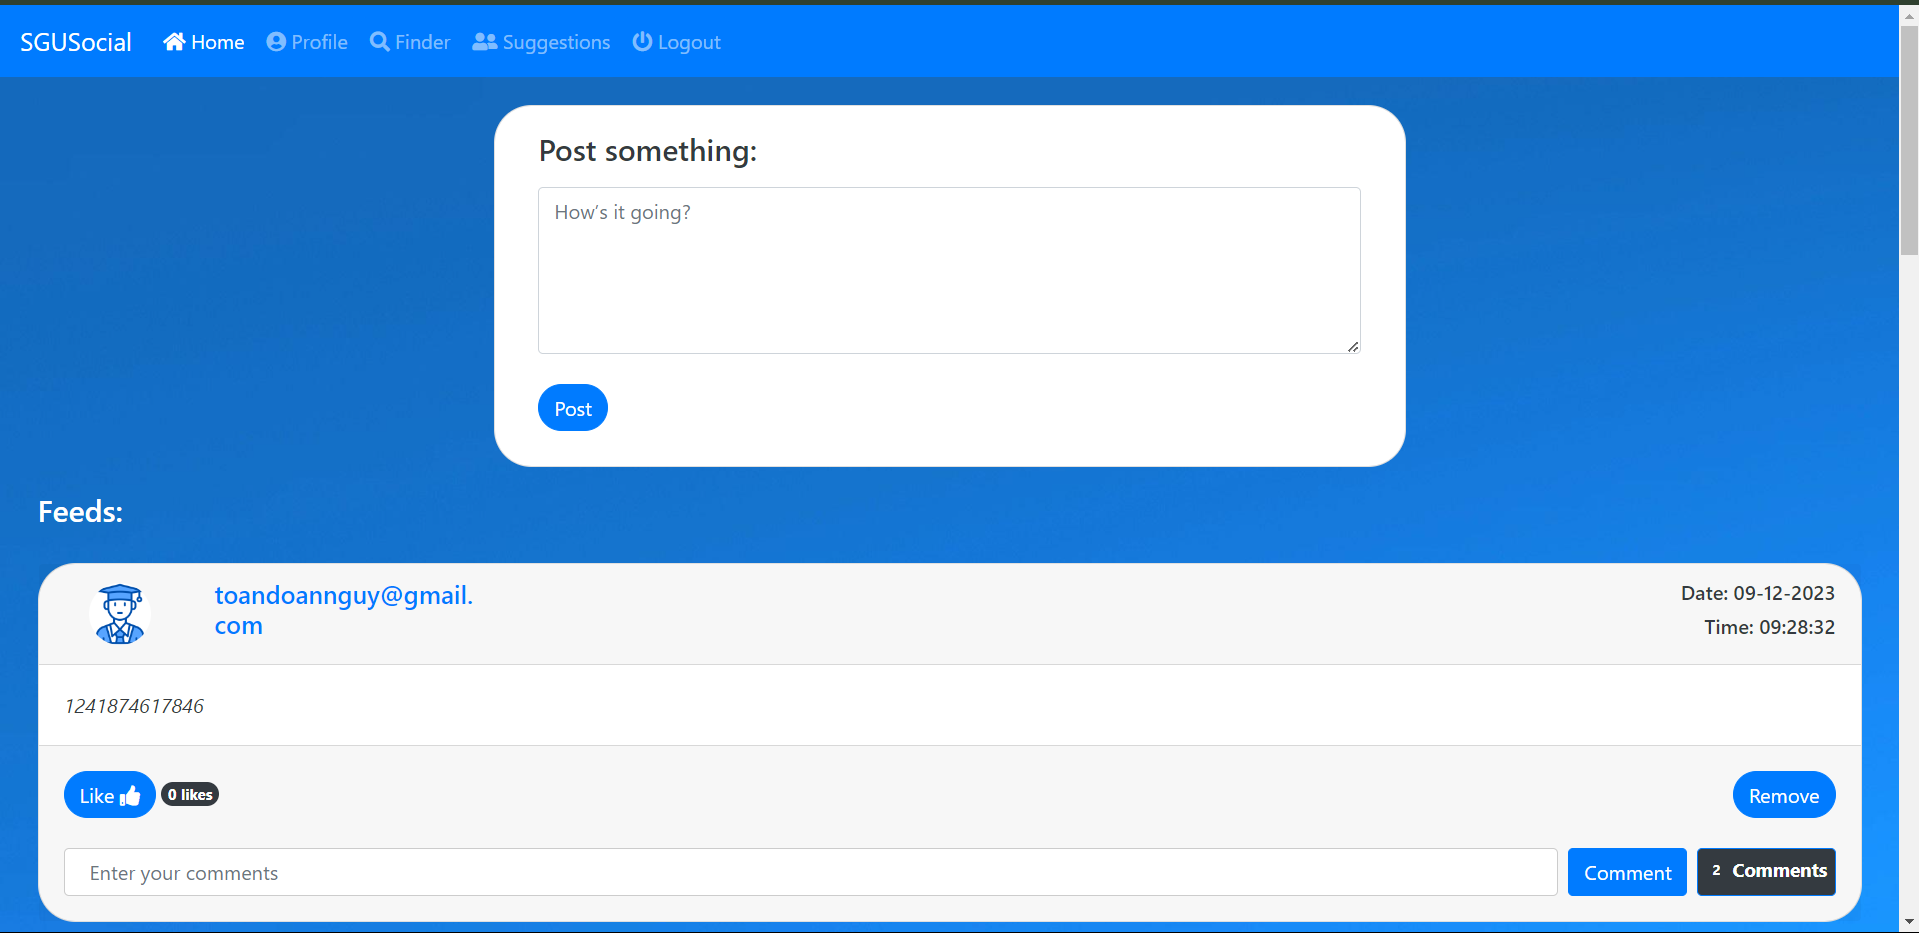 SGUSocial Home Profile Finder Suggestions Logout
Post something:
How's it going?
Post
Feeds:
toandoannguy@gmail.
com
Date: 09-12-2023
Time: 09:28:32
1241874617846
Like 0 likes
Remove
Enter your comments
Comment
2 Comments